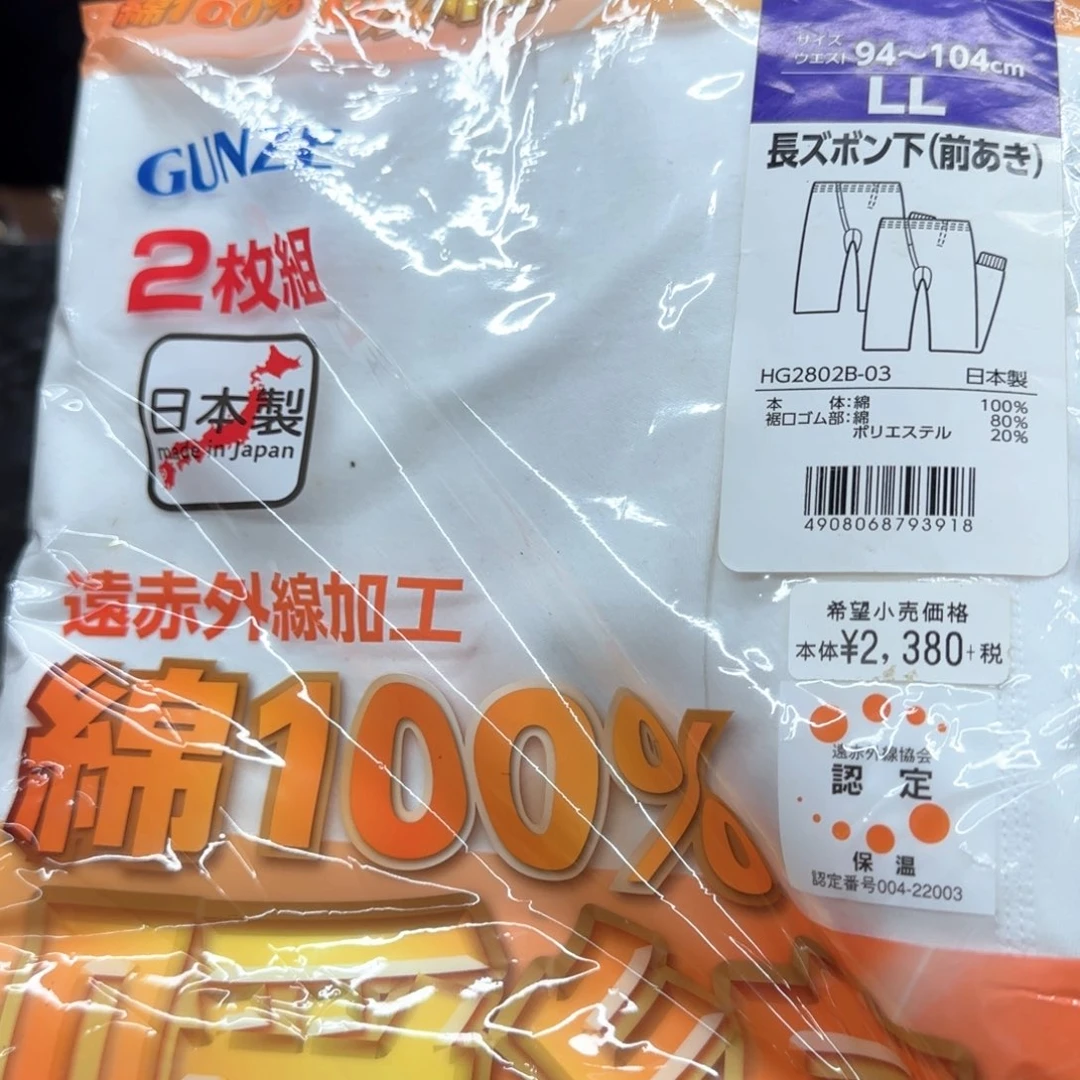 綿100%
GUNZE
2枚組
日本製
made in Japan
遠赤外線加工
綿100%
サイズ
ウエスト 94〜104cm
LL
長ズボン下(前あき)
HG2802B-03 日本製
本 体:綿 100%
裾口ゴム部:綿 80%
ポリエステル 20%
4908068793918
希望小売価格
本体¥2,380+税
遠赤外線協会
認定
保温
認定番号004-22003